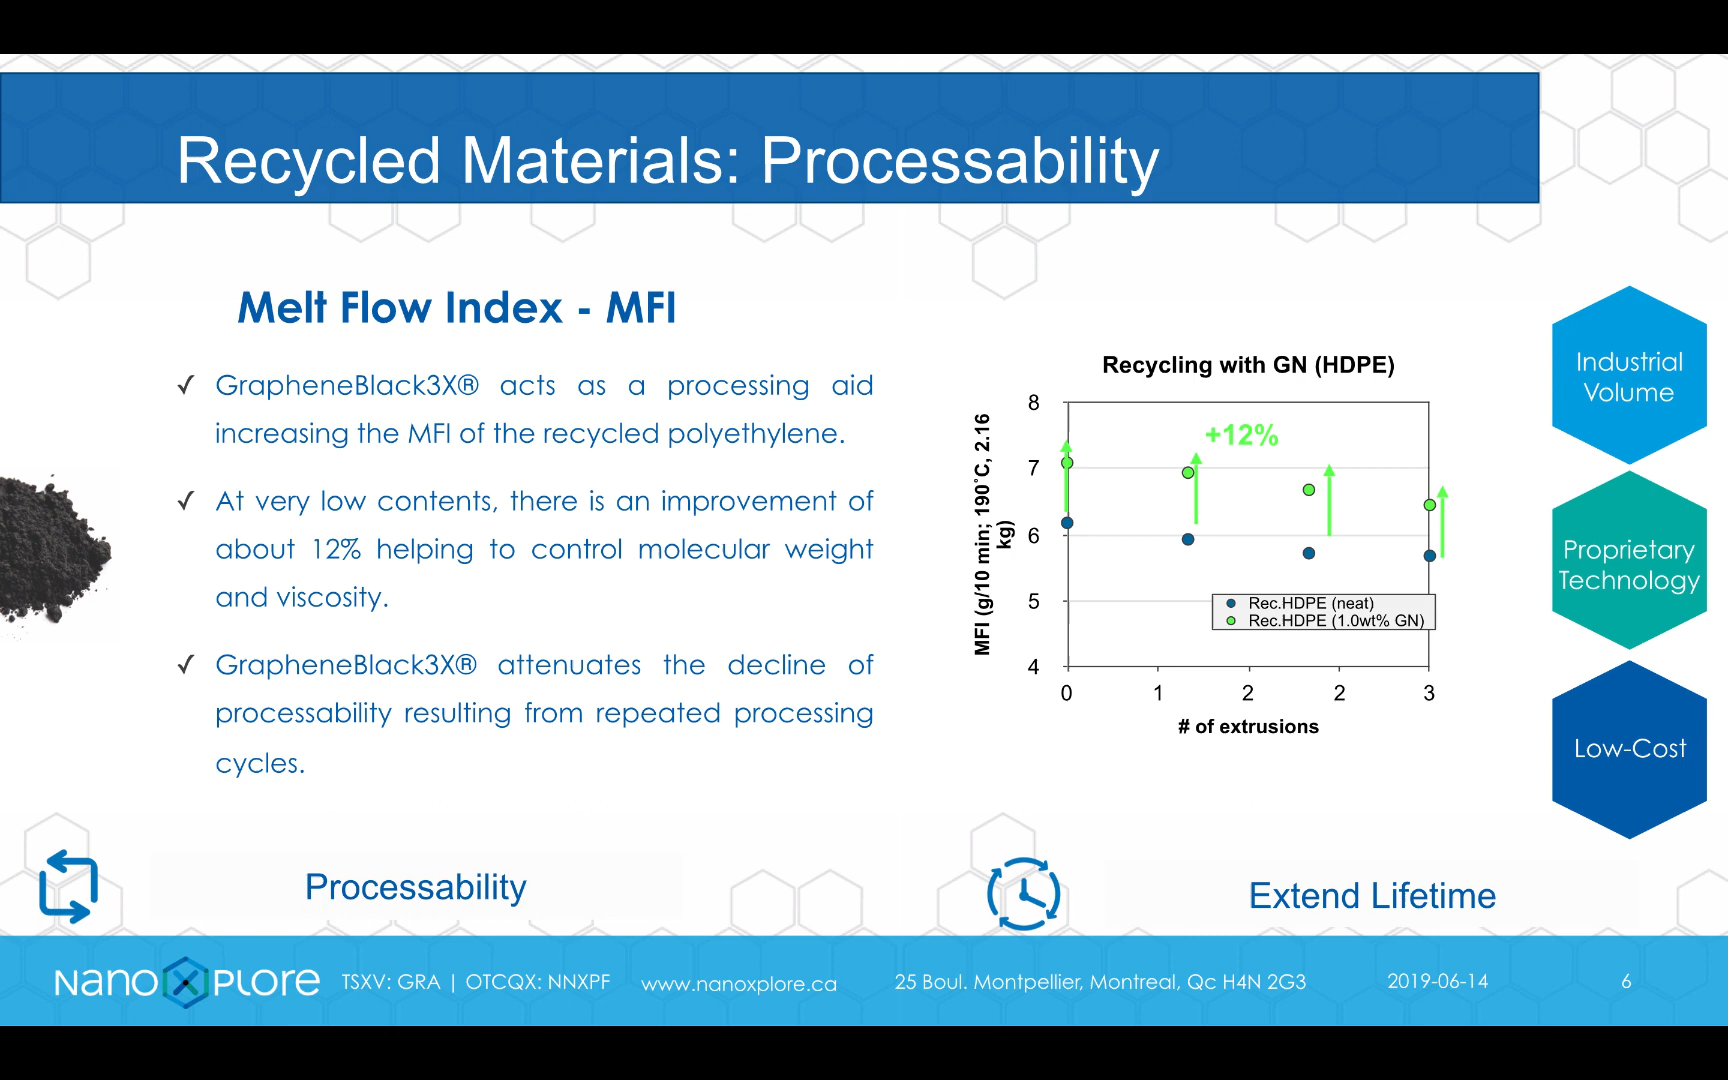 Recycled Materials: Processability
Melt Flow Index - MFI
✓ GrapheneBlack3X® acts as a processing aid
increasing the MFI of the recycled polyethylene.
✓ At very low contents, there is an improvement of
about 12% helping to control molecular weight
and viscosity.
✓ GrapheneBlack3X® attenuates the decline of
processability resulting from repeated processing
cycles.
Recycling with GN (HDPE)
MFI (g/10 min; 190˚C, 2.16
kg)
8
7
6
5
4
+12%
Rec.HDPE (neat)
Rec.HDPE (1.0wt% GN)
0 1 2 2 3
# of extrusions
Industrial
Volume
Proprietary
Technology
Low-Cost
Processability
Extend Lifetime
NanoXplore TSXV: GRA | OTCQX: NNXPF www.nanoxplore.ca 25 Boul. Montpellier, Montreal, Qc H4N 2G3 2019-06-14 6